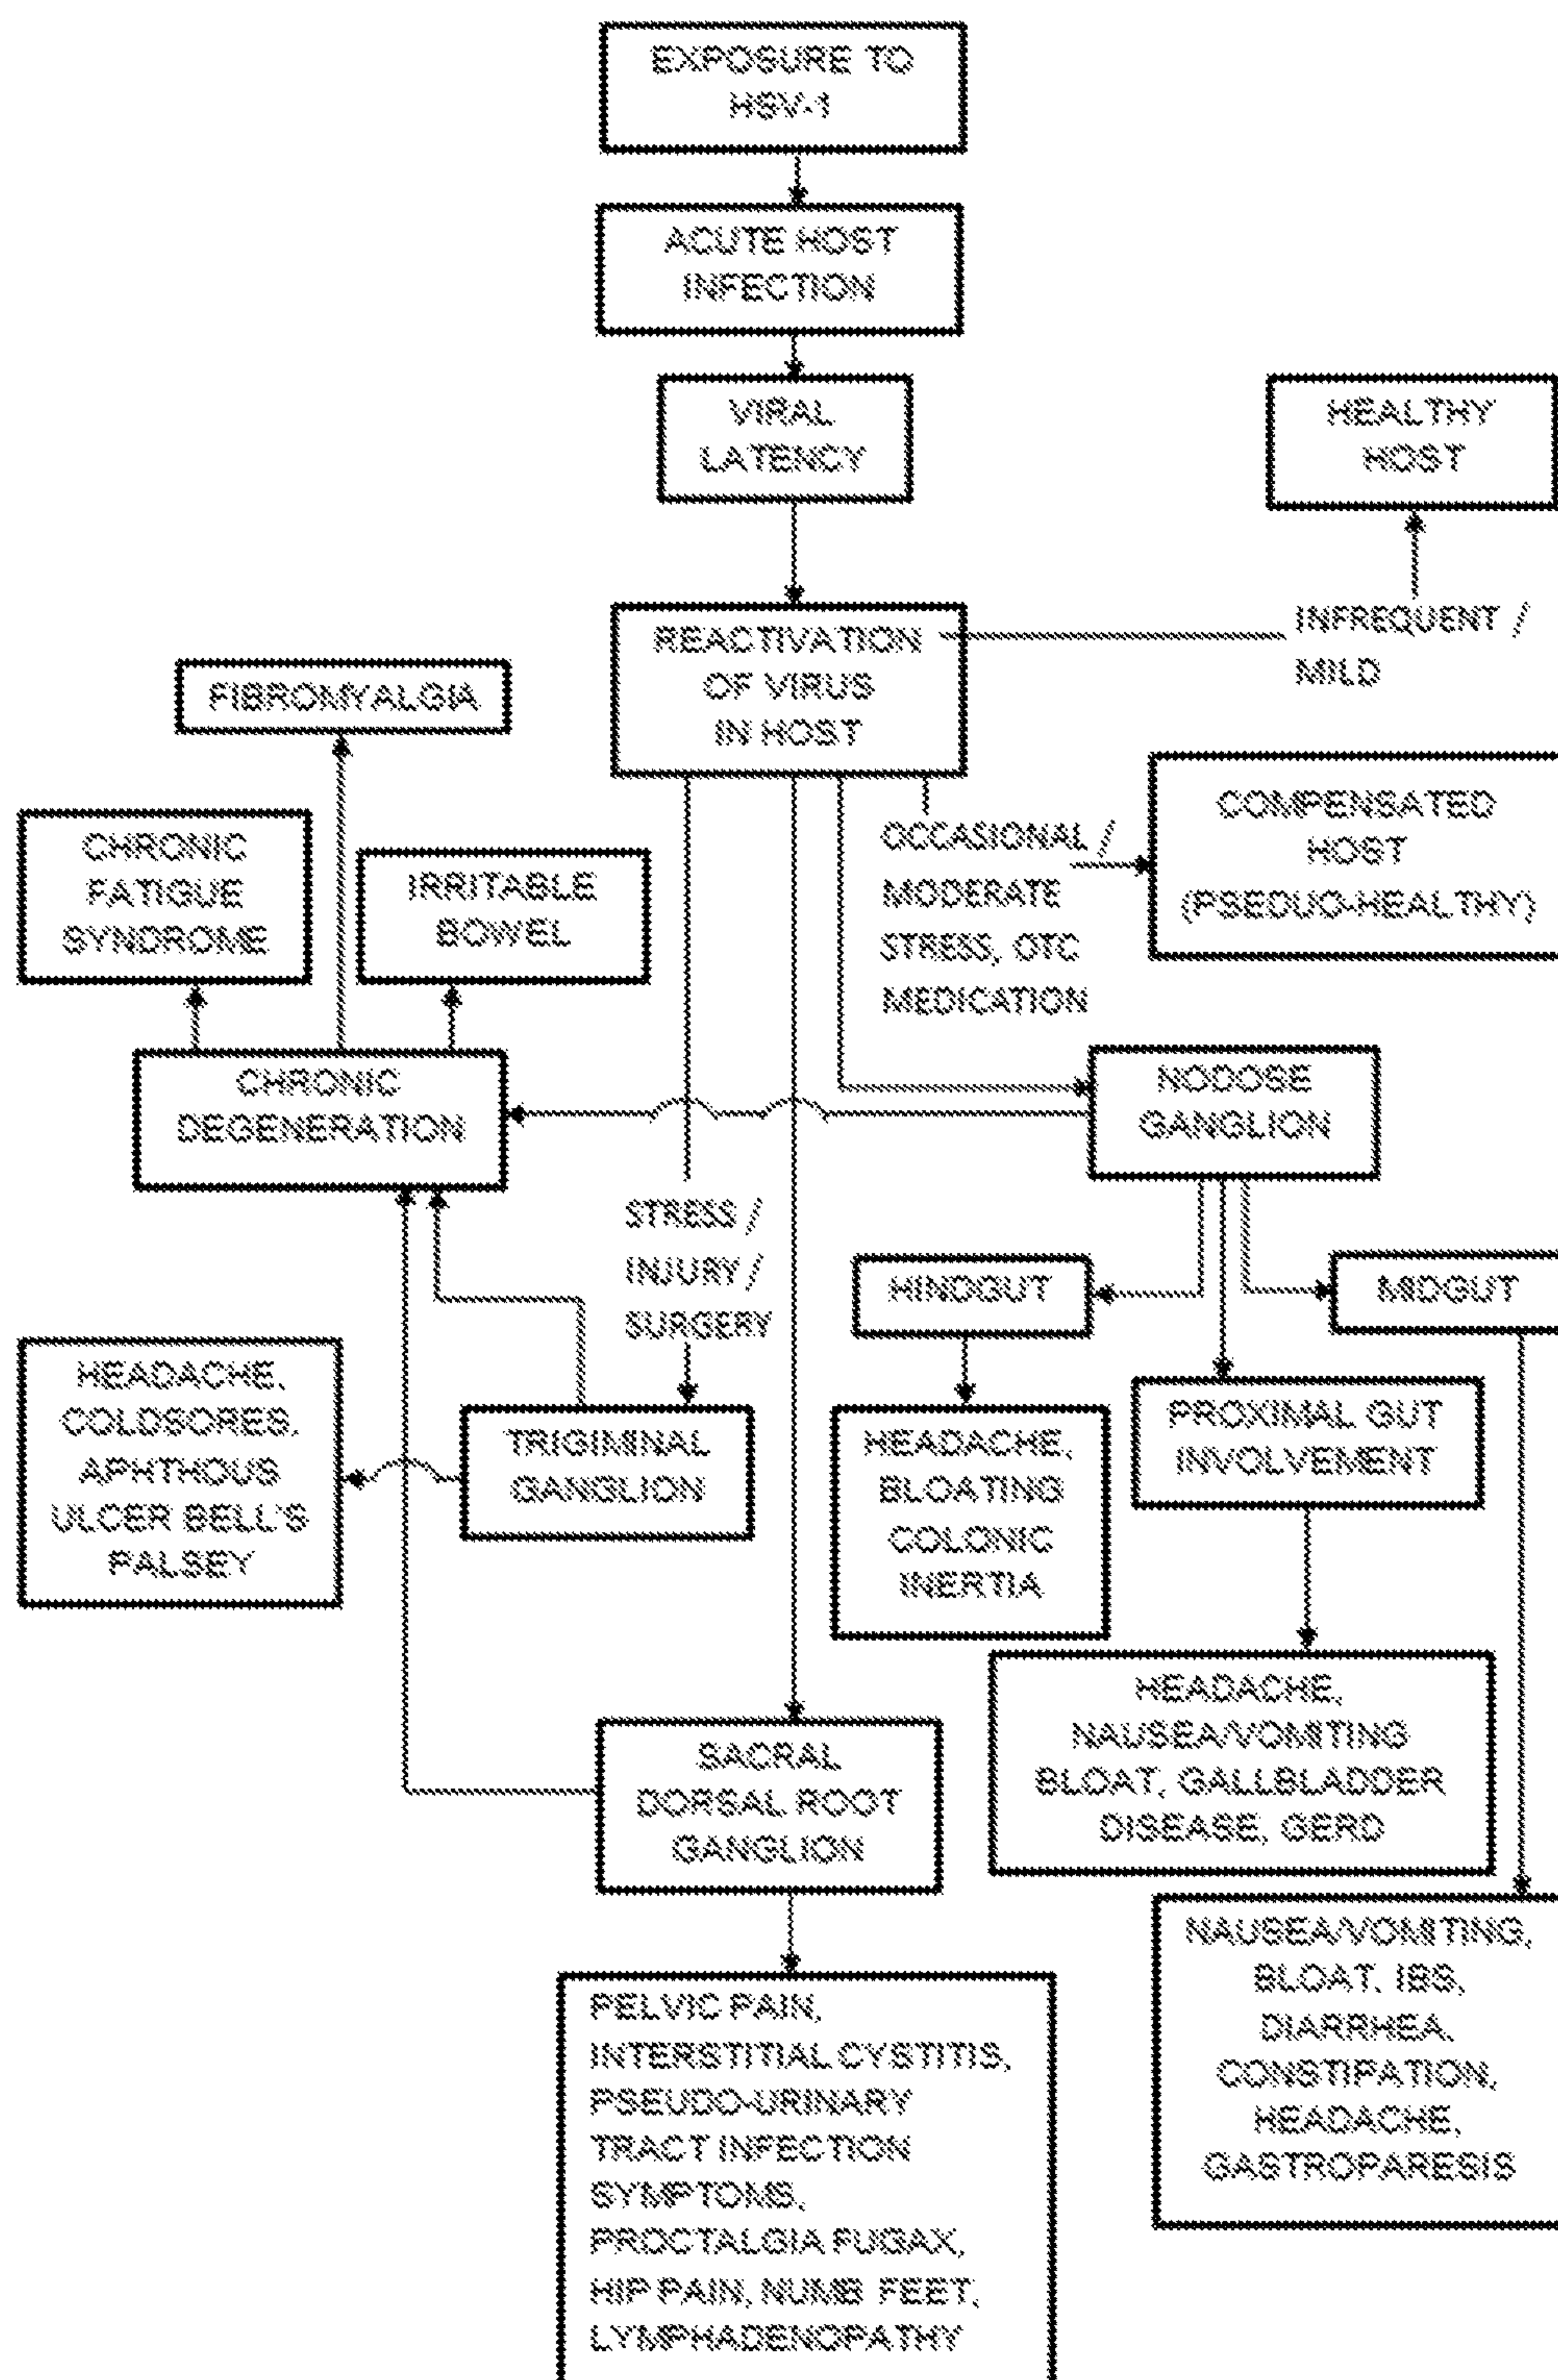 EXPOSURE TO
HSV-1
ACUTE HOST
INFECTION
VIRAL
LATENCY
HEALTHY
HOST
REACTIVATION
OF VIRUS
IN HOST
INFREQUENT /
MILD
FIBROMYALGIA
CHRONIC
FATIGUE
SYNDROME
IRRITABLE
BOWEL
OCCASIONAL /
MODERATE
STRESS, OTC
MEDICATION
COMPENSATED
HOST
(PSEDUO-HEALTHY)
CHRONIC
DEGENERATION
NODOSE
GANGLION
STRESS /
INJURY /
SURGERY
HINDGUT
MIDGUT
HEADACHE,
COLDSORES,
APHTHOUS
ULCER BELL'S
PALSEY
TRIGIMINAL
GANGLION
HEADACHE,
BLOATING
COLONIC
INERTIA
PROXIMAL GUT
INVOLVEMENT
HEADACHE,
NAUSEA/VOMITING
BLOAT, GALLBLADDER
DISEASE, GERD
SACRAL
DORSAL ROOT
GANGLION
NAUSEA/VOMITING,
BLOAT, IBS,
DIARRHEA,
CONSTIPATION,
HEADACHE,
GASTROPARESIS
PELVIC PAIN,
INTERSTITIAL CYSTITIS,
PSEUDO-URINARY
TRACT INFECTION
SYMPTOMS,
PROCTALGIA FUGAX,
HIP PAIN, NUMB FEET,
LYMPHADENOPATHY